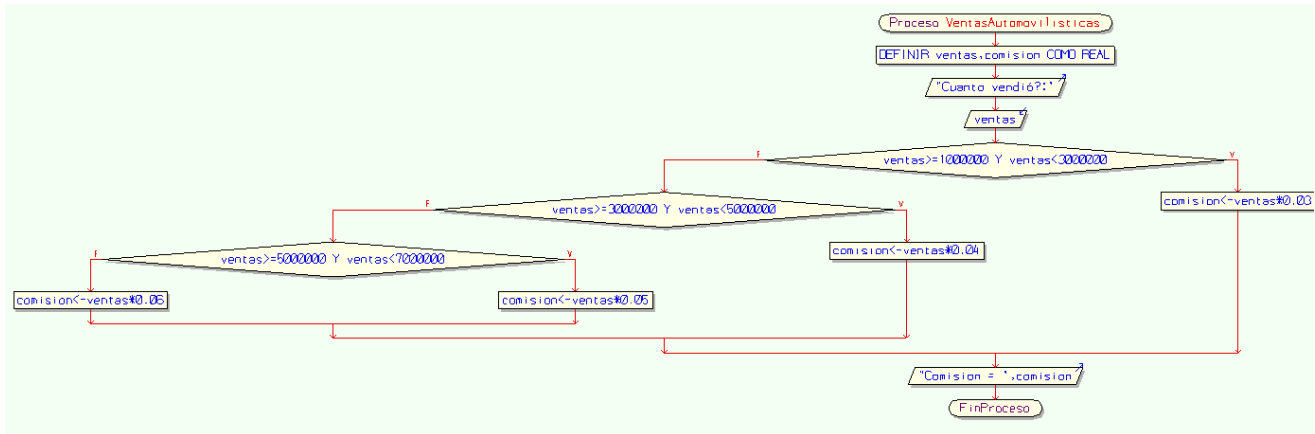 Proceso VentasAutomovilisticas
DEFINIR ventas,comision COMO REAL
"Cuanto vendió?:"
ventas
ventas>=1000000 Y ventas<3000000
F
V
ventas>=3000000 Y ventas<5000000
F
V
comision<-ventas*0.03
ventas>=5000000 Y ventas<7000000
F
V
comision<-ventas*0.04
comision<-ventas*0.06
comision<-ventas*0.05
"Comision = ",comision
FinProceso